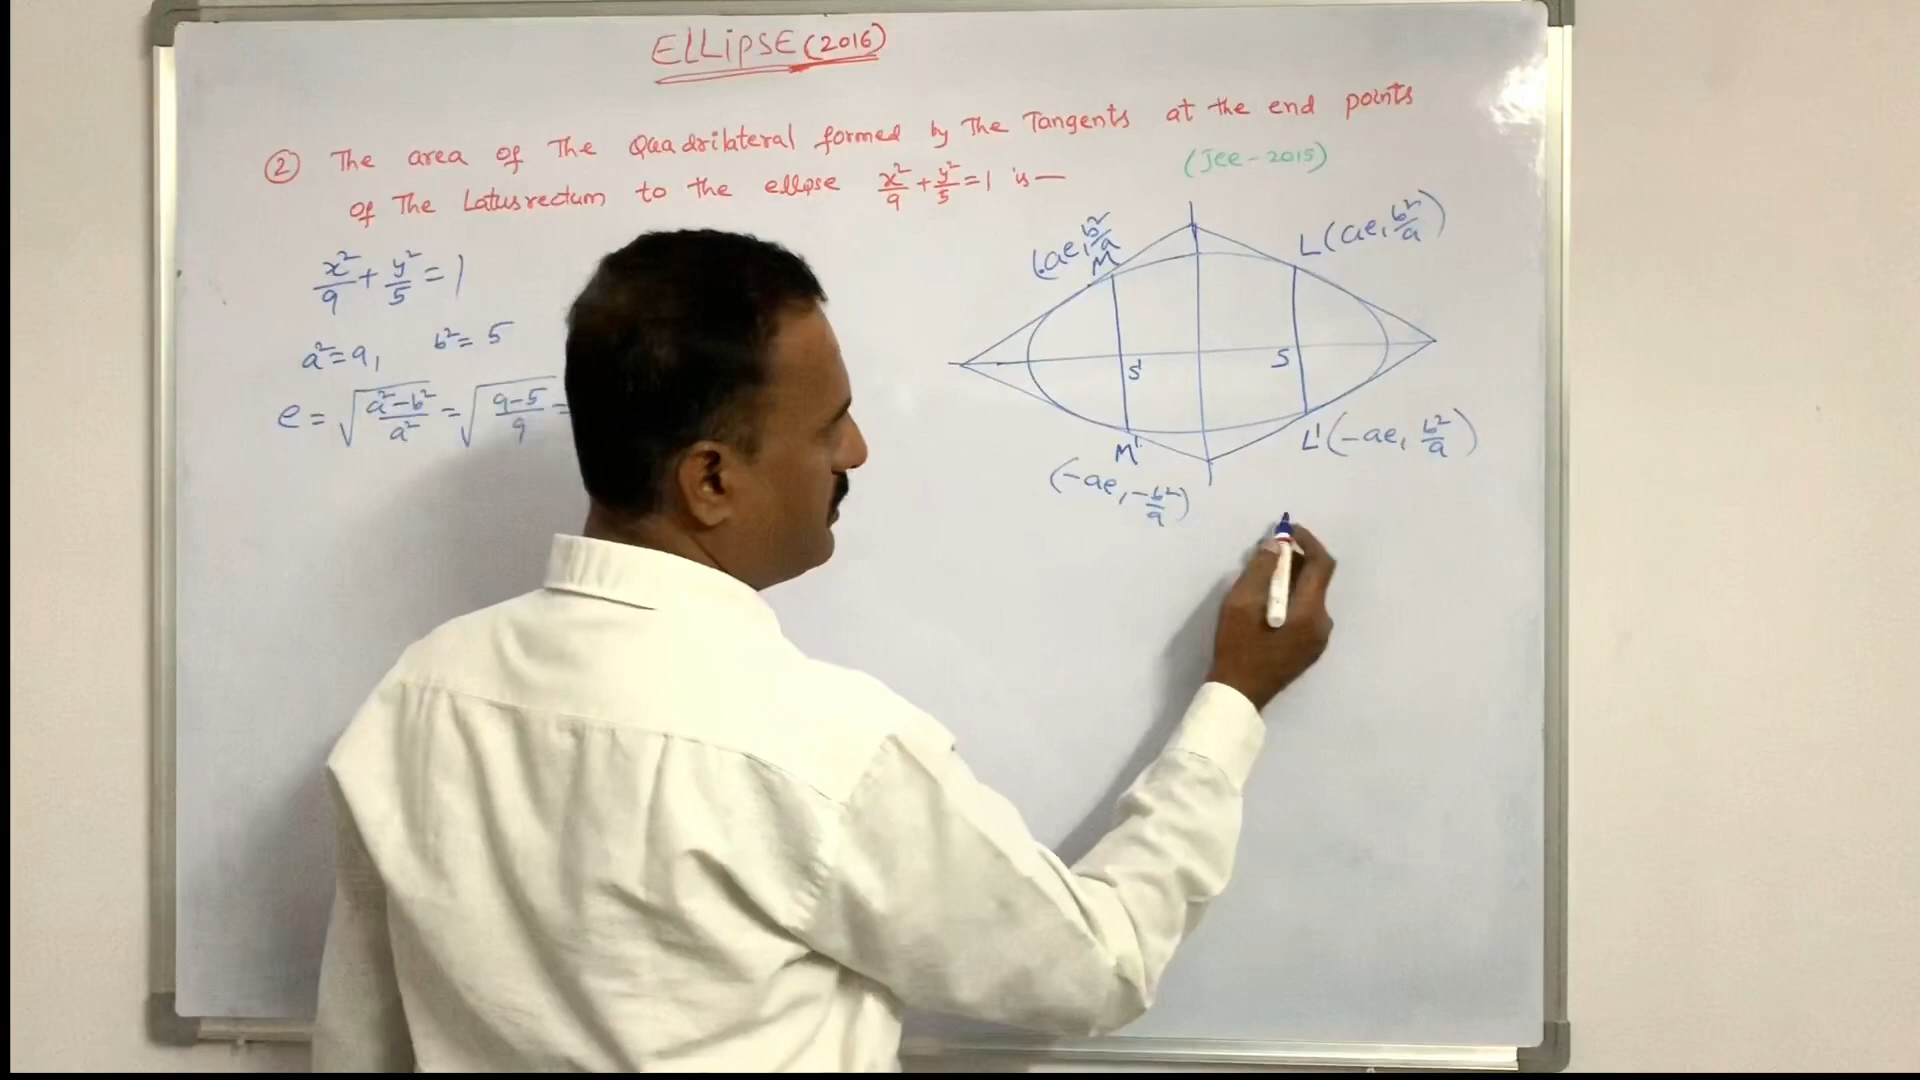 ELLipSE (2016)
② The area of The Quadrilateral formed by The Tangents at the end points
of The Latusrectum to the ellipse x²/9 + y²/5 = 1 is —
(Jee-2015)
x²/9 + y²/5 = 1
a² = 9, b² = 5
e = √(a²-b²/a²) = √(9-5/9) =
(-ae, b²/a)
M
L(ae, b²/a)
S' S
M'
(-ae, -b²/a)
L'(-ae, b²/a)